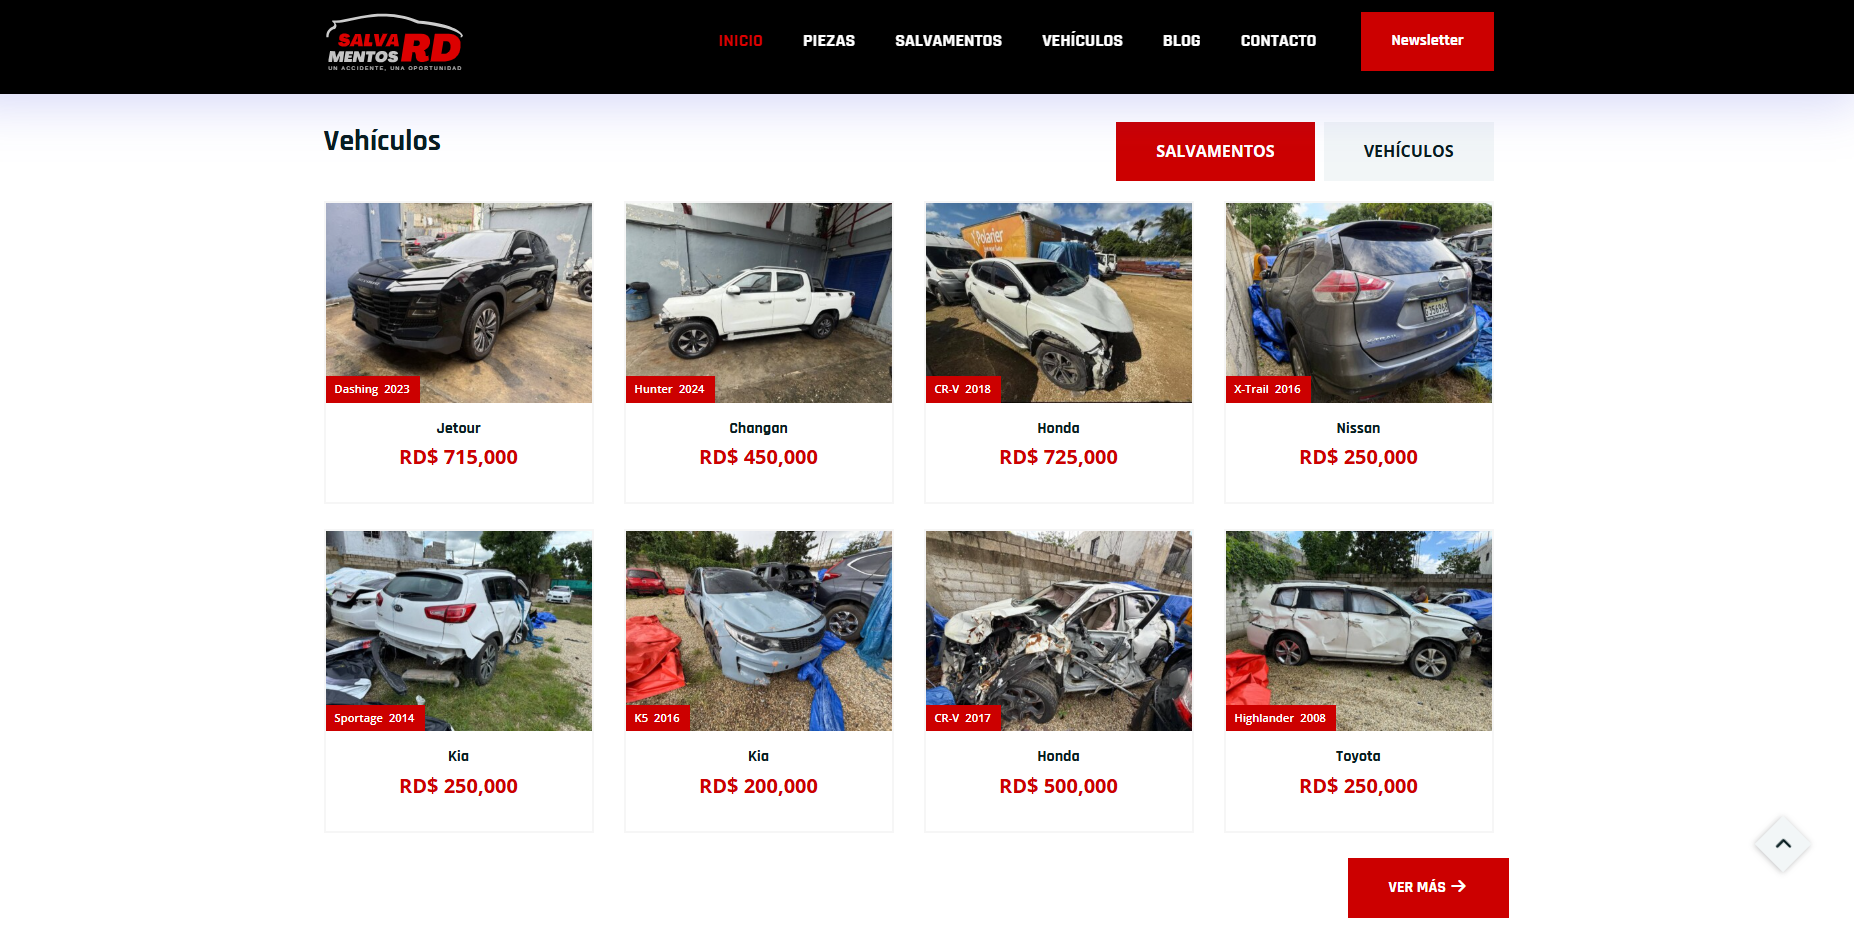 SALVA
MENTOS RD
UN ACCIDENTE, UNA OPORTUNIDAD
INICIO
PIEZAS
SALVAMENTOS
VEHÍCULOS
BLOG
CONTACTO
Newsletter
Vehículos
SALVAMENTOS
VEHÍCULOS
Polarier
Dashing 2023
Hunter 2024
CR-V 2018
X-Trail 2016
Jetour
Changan
Honda
Nissan
RD$ 715,000
RD$ 450,000
RD$ 725,000
RD$ 250,000
Sportage 2014
K5 2016
CR-V 2017
Highlander 2008
Kia
Kia
Honda
Toyota
RD$ 250,000
RD$ 200,000
RD$ 500,000
RD$ 250,000
VER MÁS